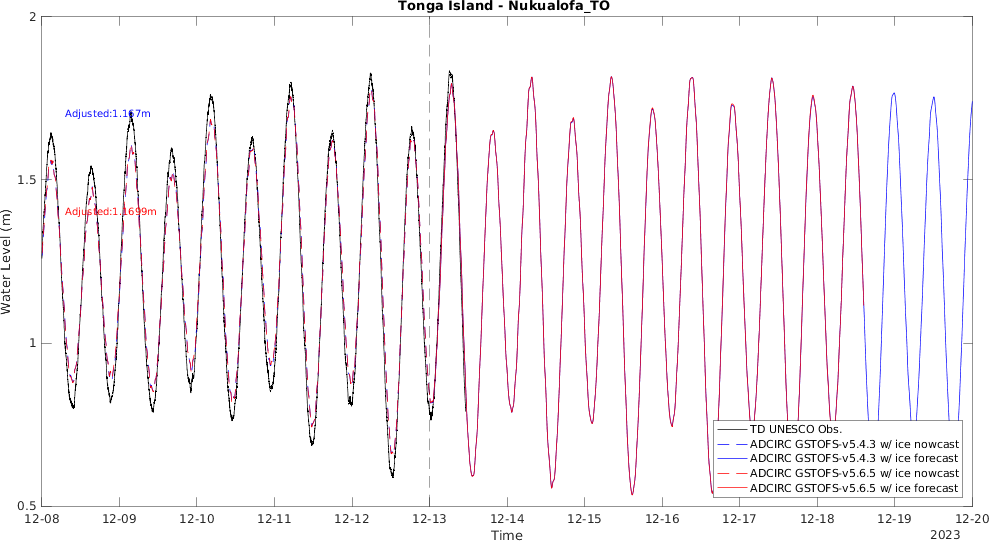 Tonga Island - Nukualofa_TO
Water Level (m)
2
1.5
1
0.5
Adjusted:1.167m
Adjusted:1.1699m
TD UNESCO Obs.
ADCIRC GSTOFS-v5.4.3 w/ ice nowcast
ADCIRC GSTOFS-v5.4.3 w/ ice forecast
ADCIRC GSTOFS-v5.6.5 w/ ice nowcast
ADCIRC GSTOFS-v5.6.5 w/ ice forecast
12-08 12-09 12-10 12-11 12-12 12-13 12-14 12-15 12-16 12-17 12-18 12-19 12-20
Time
2023